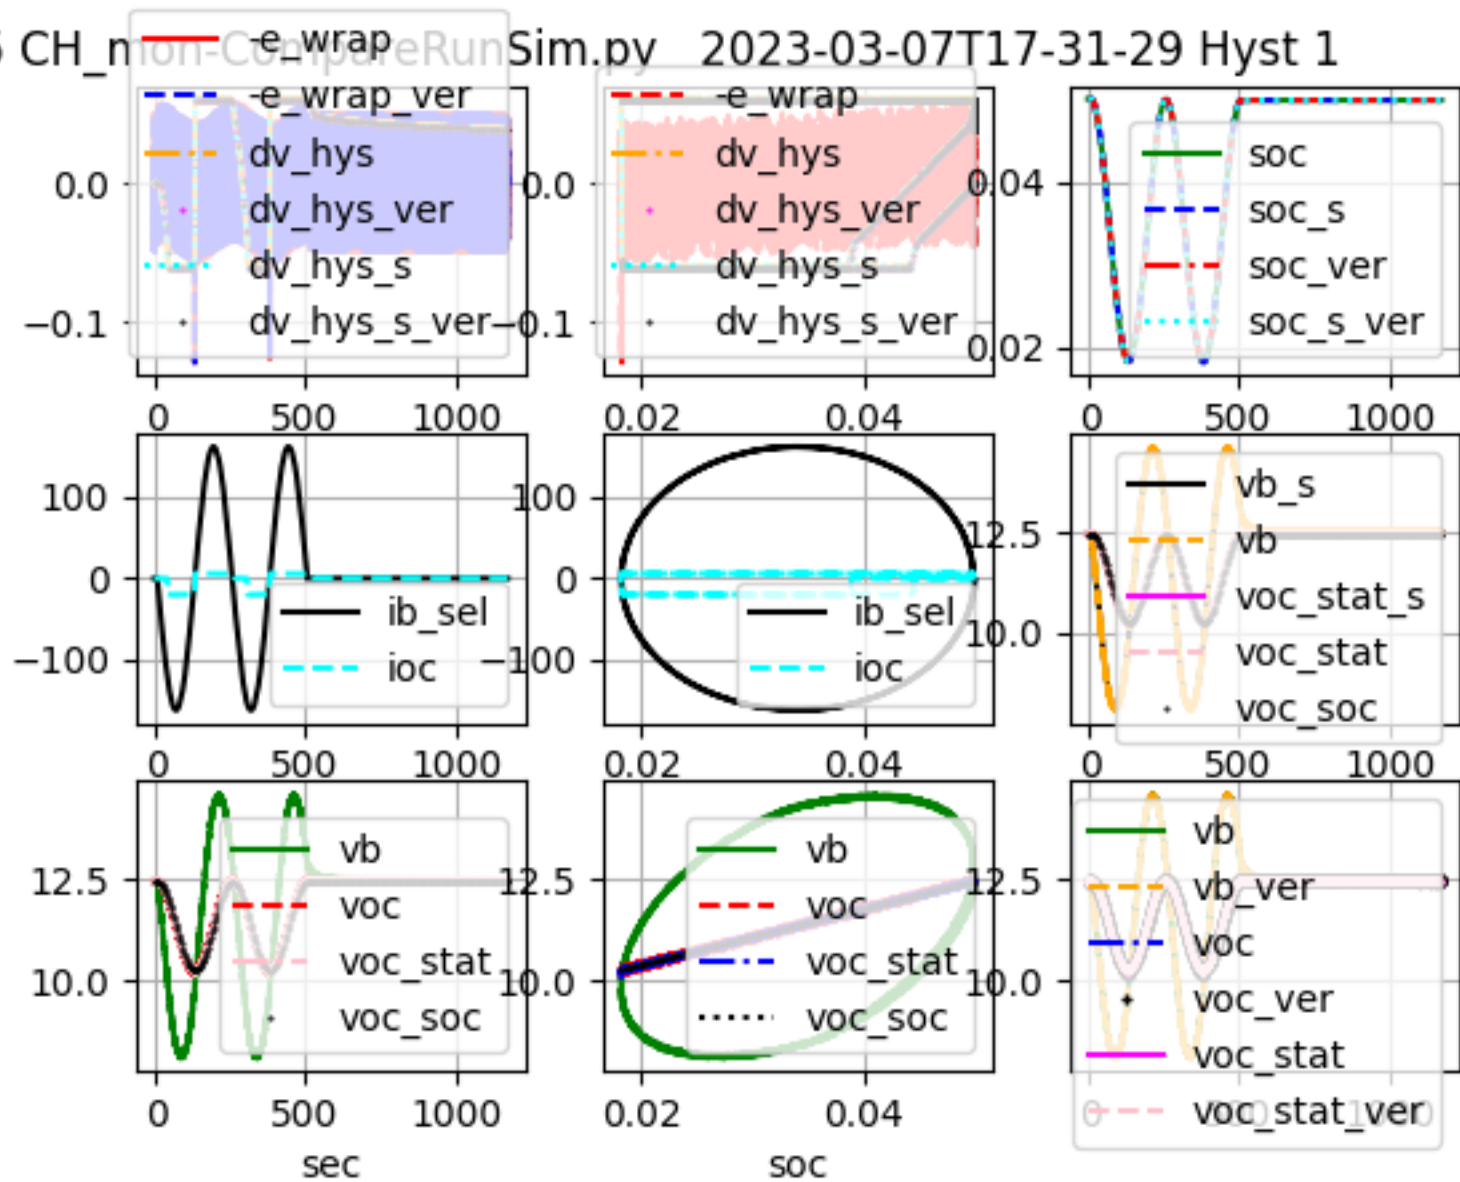 CH_mon-CompareRunSim.py 2023-03-07T17-31-29 Hyst 1
-e_wrap
-e_wrap_ver
dv_hys
dv_hys_ver
dv_hys_s
dv_hys_s_ver
0.0
−0.1
0 500 1000
-e_wrap
dv_hys
dv_hys_ver
dv_hys_s
dv_hys_s_ver
0.0
−0.1
0.02 0.04
soc
soc_s
soc_ver
soc_s_ver
0.04
0.02
0 500 1000
100
0
−100
ib_sel
ioc
0 500 1000
100
0
−100
ib_sel
ioc
0.02 0.04
12.5
10.0
vb_s
vb
voc_stat_s
voc_stat
voc_soc
0 500 1000
12.5
10.0
vb
voc
voc_stat
voc_soc
0 500 1000
sec
12.5
10.0
vb
voc
voc_stat
voc_soc
0.02 0.04
soc
12.5
10.0
vb
vb_ver
voc
voc_ver
voc_stat
voc_stat_ver
0 500 1000